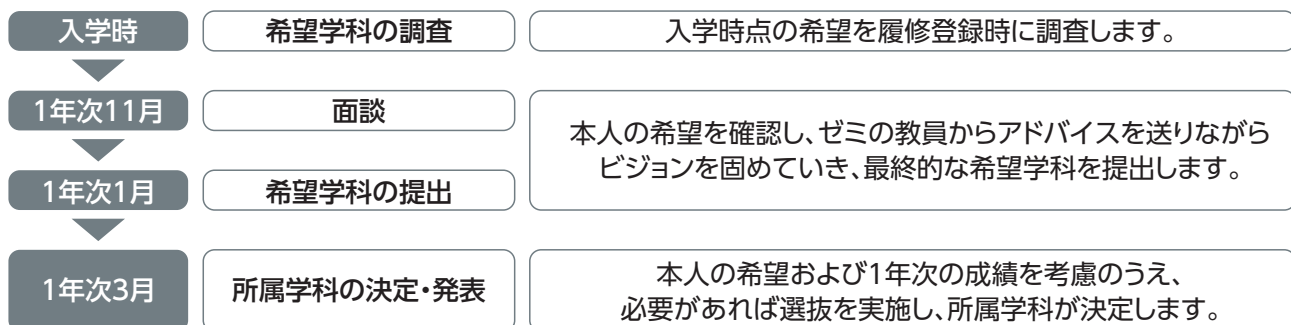 入学時
希望学科の調査
入学時点の希望を履修登録時に調査します。
1年次11月
面談
本人の希望を確認し、ゼミの教員からアドバイスを送りながら
ビジョンを固めていき、最終的な希望学科を提出します。
1年次1月
希望学科の提出
1年次3月
所属学科の決定・発表
本人の希望および1年次の成績を考慮のうえ、
必要があれば選抜を実施し、所属学科が決定します。